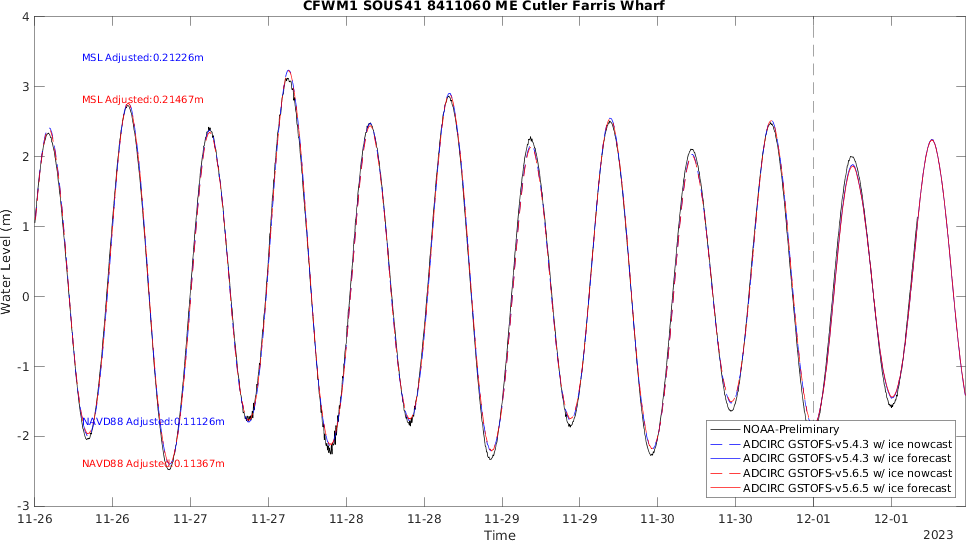 CFWM1 SOUS41 8411060 ME Cutler Farris Wharf
4
MSL Adjusted:0.21226m
3
MSL Adjusted:0.21467m
2
1
Water Level (m)
0
-1
NAVD88 Adjusted:0.11126m
-2
NOAA-Preliminary
ADCIRC GSTOFS-v5.4.3 w/ ice nowcast
ADCIRC GSTOFS-v5.4.3 w/ ice forecast
NAVD88 Adjusted:0.11367m
ADCIRC GSTOFS-v5.6.5 w/ ice nowcast
ADCIRC GSTOFS-v5.6.5 w/ ice forecast
-3
11-26 11-26 11-27 11-27 11-28 11-28 11-29 11-29 11-30 11-30 12-01 12-01
Time
2023